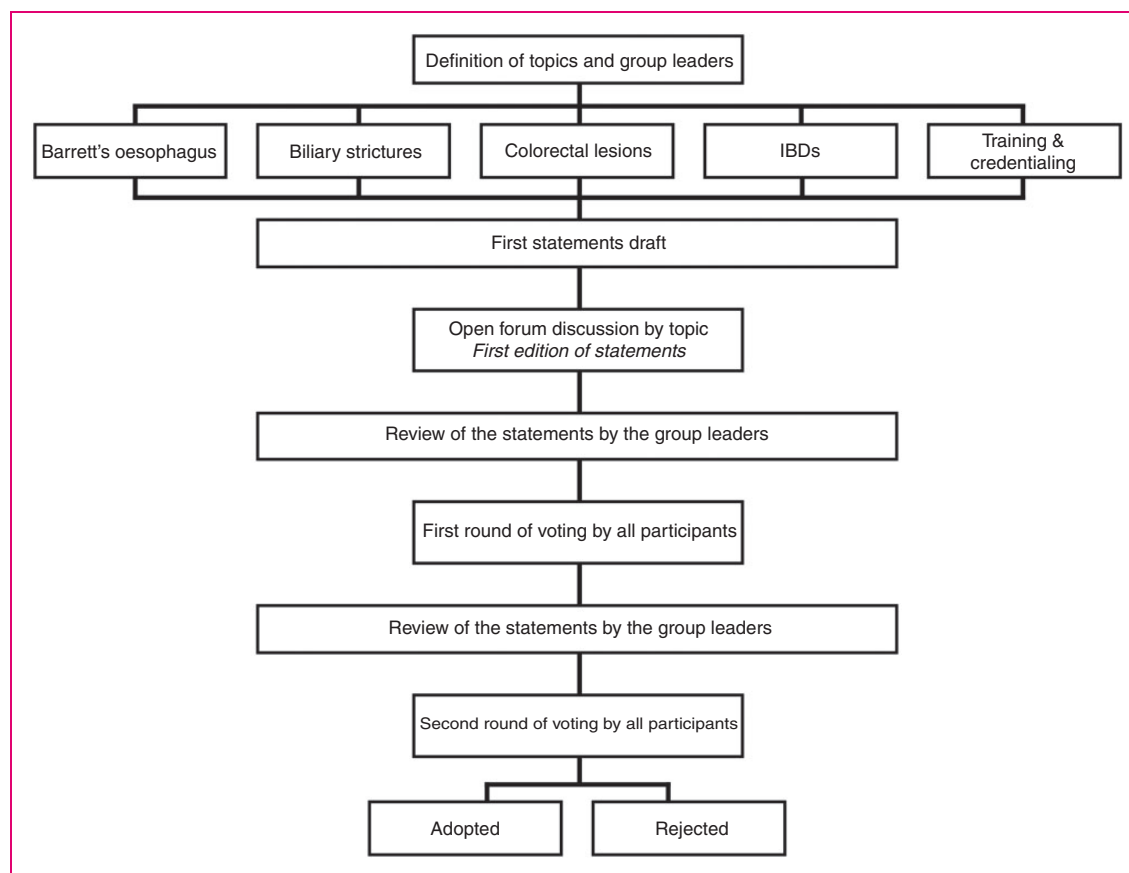 Definition of topics and group leaders
Barrett's oesophagus
Biliary strictures
Colorectal lesions
IBDs
Training &
credentialing
First statements draft
Open forum discussion by topic
First edition of statements
Review of the statements by the group leaders
First round of voting by all participants
Review of the statements by the group leaders
Second round of voting by all participants
Adopted
Rejected